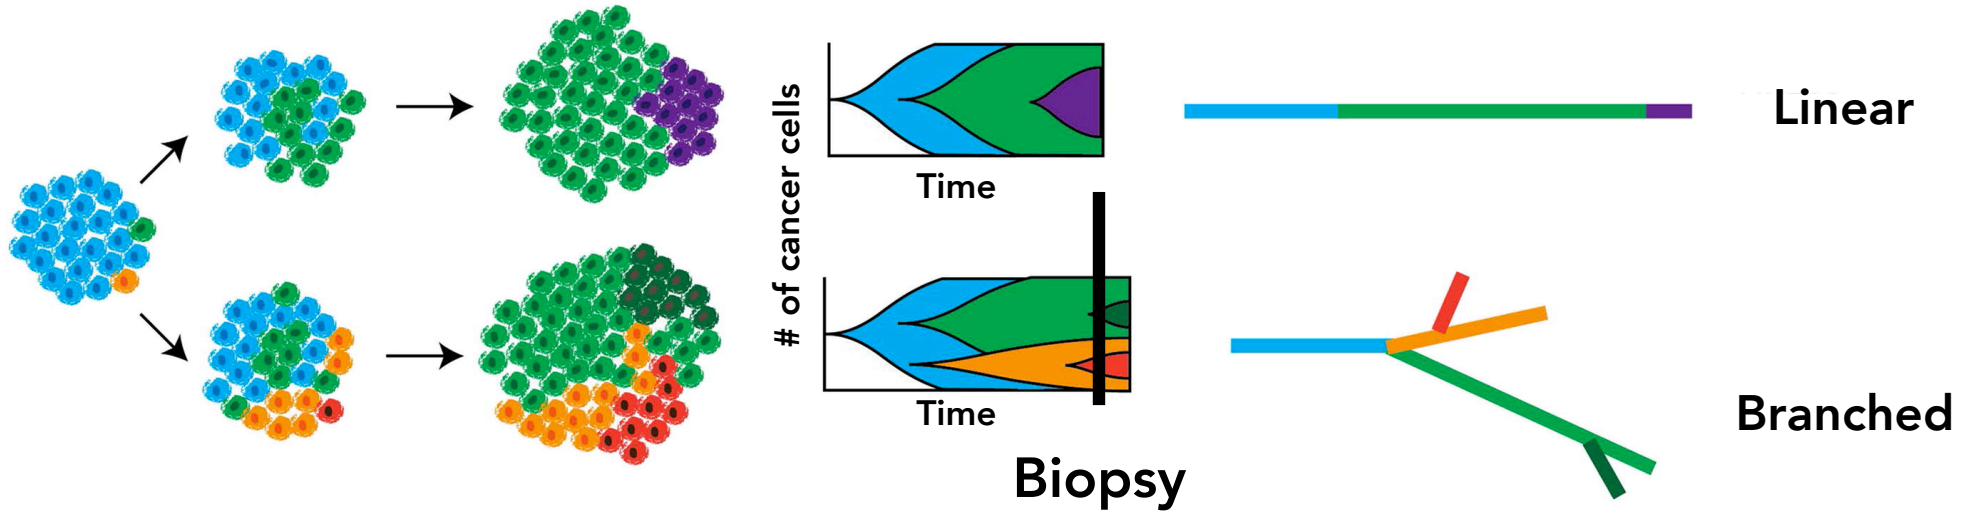 # of cancer cells
Time
Linear
Time
Branched
Biopsy